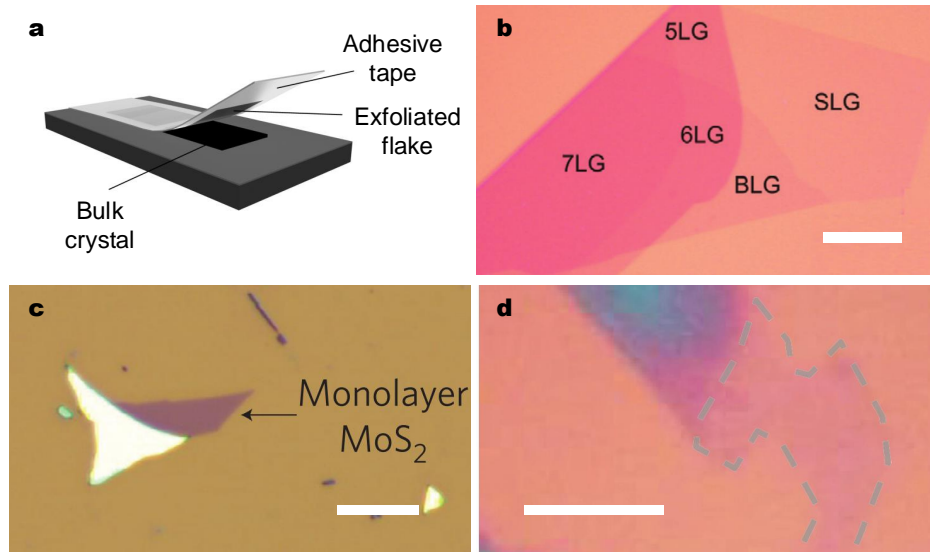 a
Adhesive
tape
Exfoliated
flake
Bulk
crystal
b
5LG
SLG
6LG
7LG
BLG
c
Monolayer
MoS₂
d